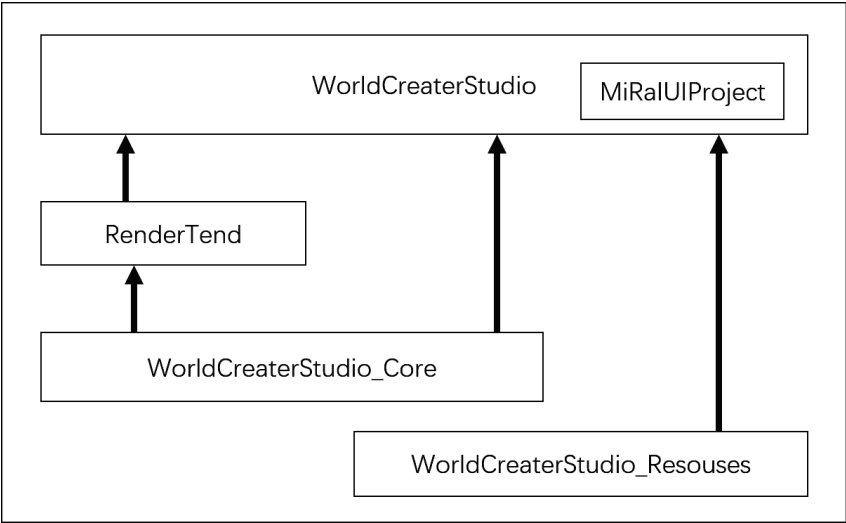 WorldCreaterStudio
MiRaIUIProject
RenderTend
WorldCreaterStudio_Core
WorldCreaterStudio_Resouses